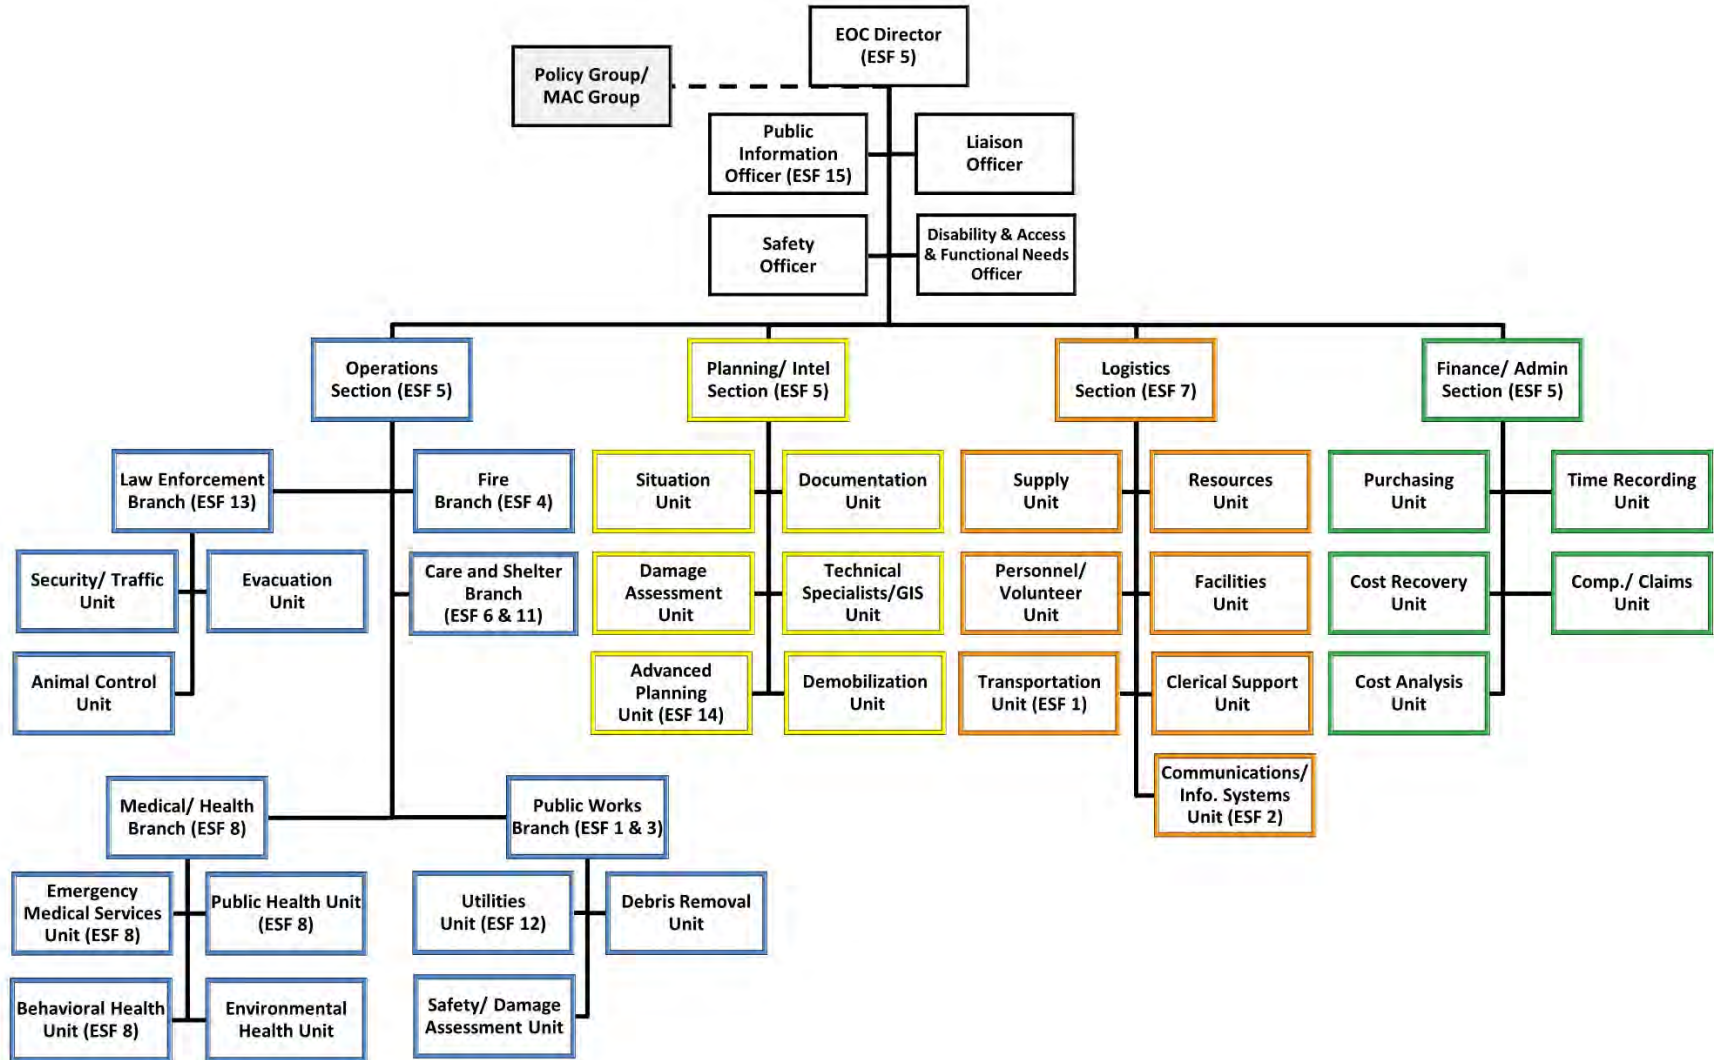 EOC Director
(ESF 5)
Policy Group/
MAC Group
Public
Information
Officer (ESF 15)
Liaison
Officer
Safety
Officer
Disability & Access
& Functional Needs
Officer
Operations
Section (ESF 5)
Planning/ Intel
Section (ESF 5)
Logistics
Section (ESF 7)
Finance/ Admin
Section (ESF 5)
Law Enforcement
Branch (ESF 13)
Fire
Branch (ESF 4)
Situation
Unit
Documentation
Unit
Supply
Unit
Resources
Unit
Purchasing
Unit
Time Recording
Unit
Security/ Traffic
Unit
Evacuation
Unit
Care and Shelter
Branch
(ESF 6 & 11)
Damage
Assessment
Unit
Technical
Specialists/GIS
Unit
Personnel/
Volunteer
Unit
Facilities
Unit
Cost Recovery
Unit
Comp./ Claims
Unit
Animal Control
Unit
Advanced
Planning
Unit (ESF 14)
Demobilization
Unit
Transportation
Unit (ESF 1)
Clerical Support
Unit
Cost Analysis
Unit
Communications/
Info. Systems
Unit (ESF 2)
Medical/ Health
Branch (ESF 8)
Public Works
Branch (ESF 1 & 3)
Emergency
Medical Services
Unit (ESF 8)
Public Health Unit
(ESF 8)
Utilities
Unit (ESF 12)
Debris Removal
Unit
Behavioral Health
Unit (ESF 8)
Environmental
Health Unit
Safety/ Damage
Assessment Unit